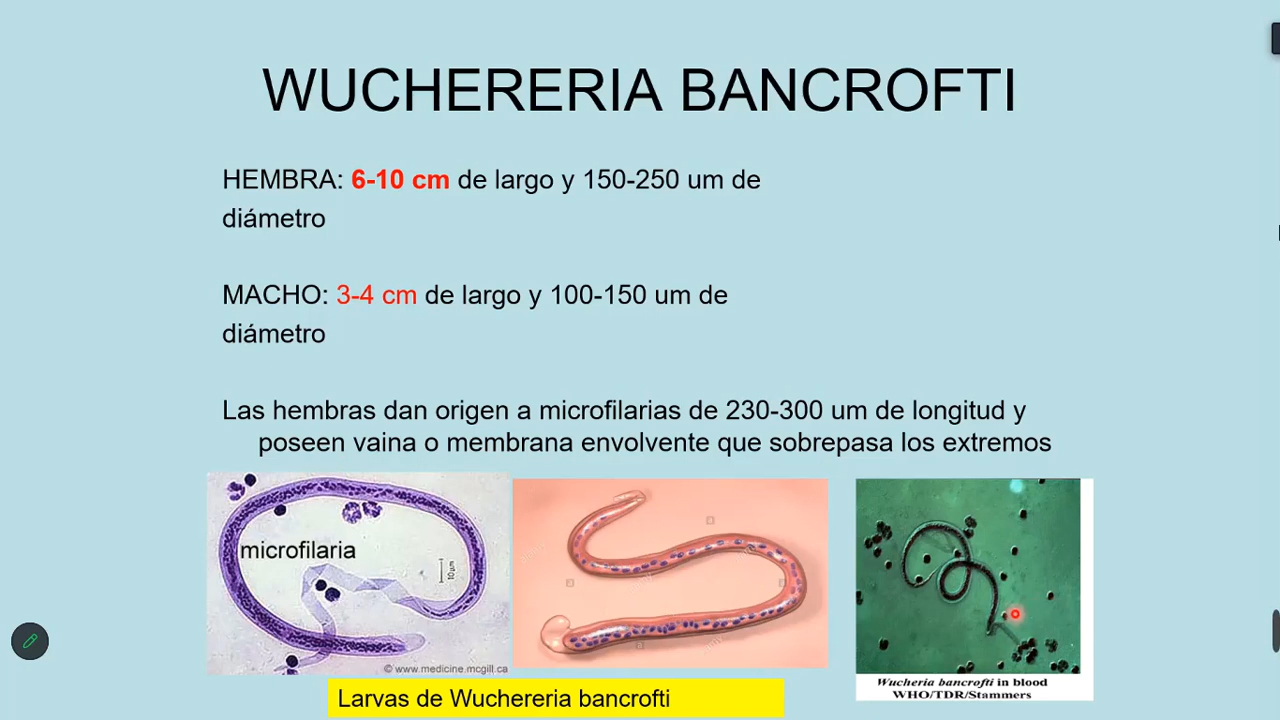 WUCHERERIA BANCROFTI
HEMBRA: 6-10 cm de largo y 150-250 um de
diámetro
MACHO: 3-4 cm de largo y 100-150 um de
diámetro
Las hembras dan origen a microfilarias de 230-300 um de longitud y
poseen vaina o membrana envolvente que sobrepasa los extremos
microfilaria
10 µm
© www.medicine.mcgill.ca
Wucheria bancrofti in blood
WHO/TDR/Stammers
Larvas de Wuchereria bancrofti